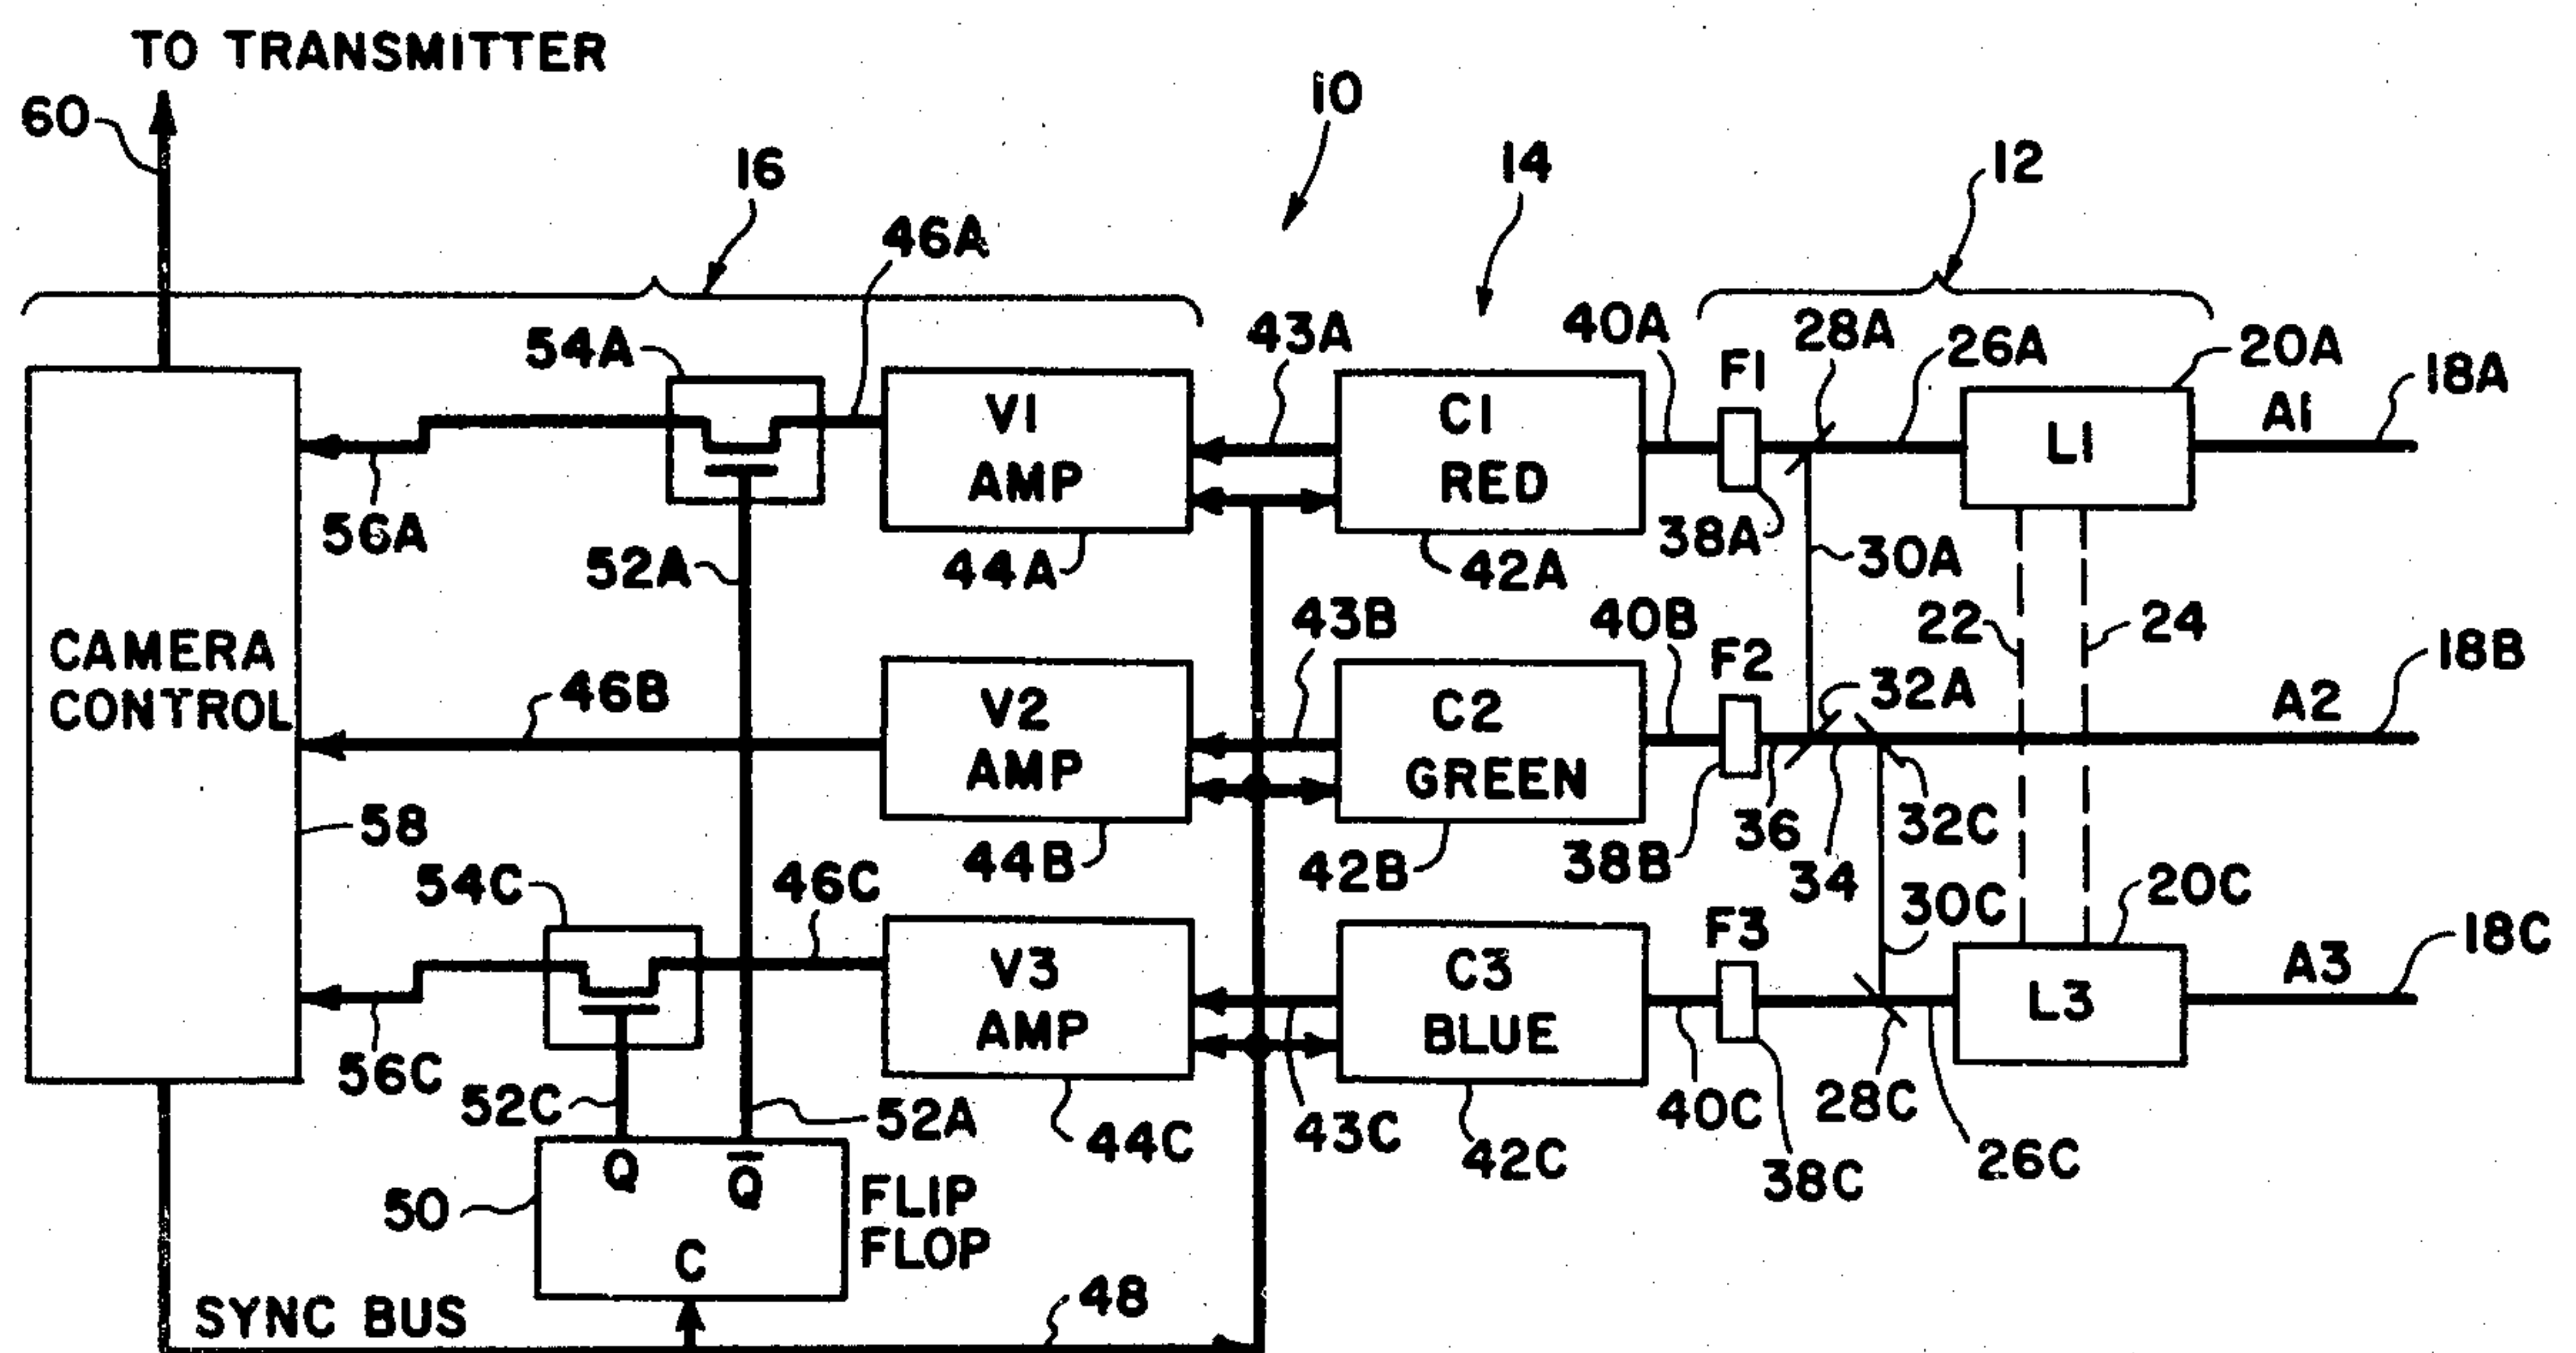 TO TRANSMITTER
60
10
16
14
12
46A
54A
43A
40A
F1
28A
26A
20A
18A
A1
V1
AMP
C1
RED
L1
56A
52A
44A
42A
38A
30A
CAMERA
CONTROL
46B
V2
AMP
43B
C2
GREEN
40B
F2
32A
22
24
A2
18B
58
44B
42B
38B
36
34
32C
54C
46C
V3
AMP
C3
BLUE
F3
30C
20C
L3
A3
18C
56C
52C
52A
44C
43C
42C
40C
38C
28C
26C
50
Q
Q̅
C
FLIP
FLOP
SYNC BUS
48